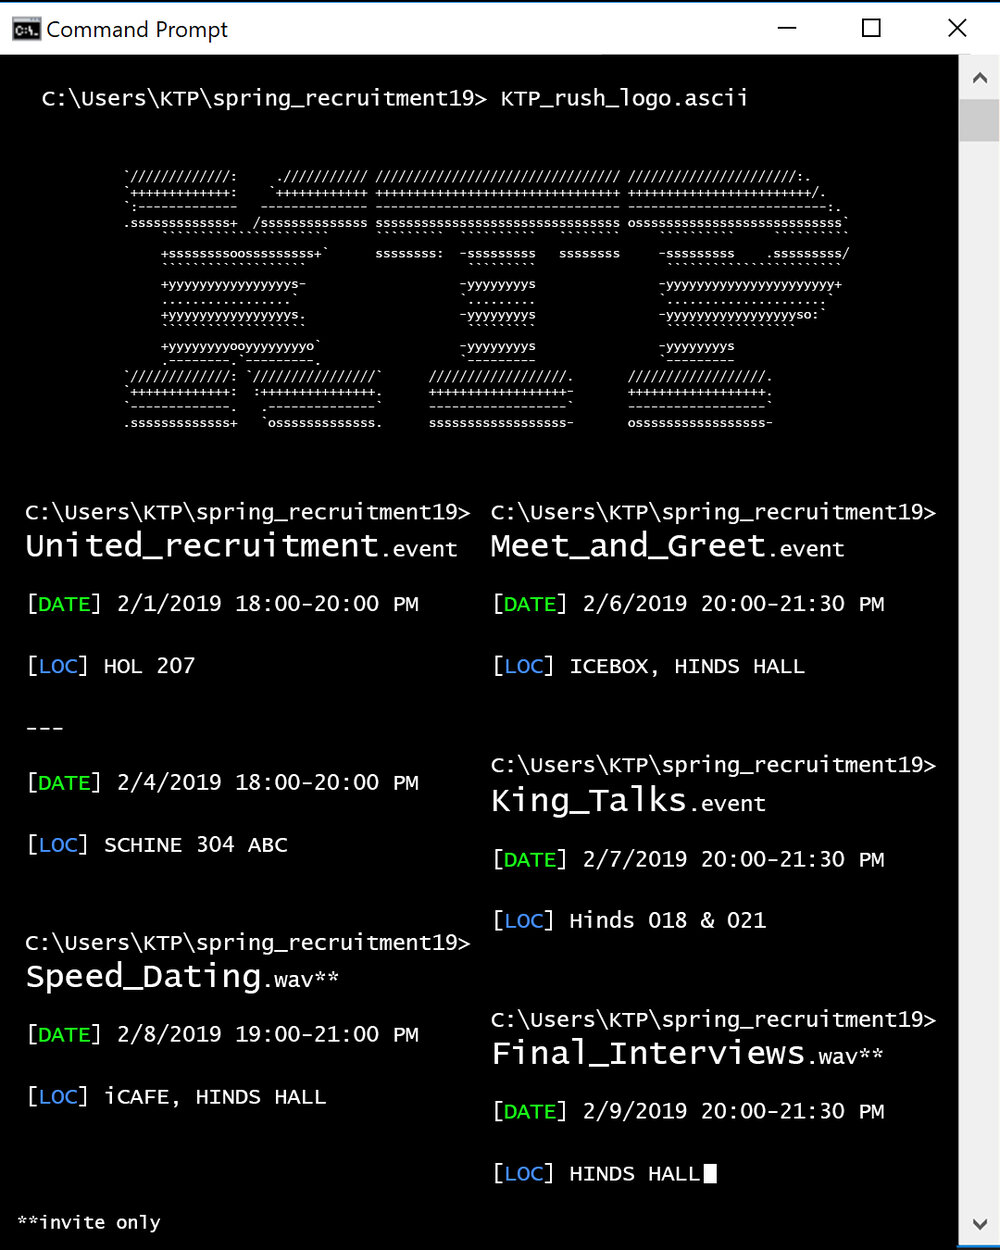 Command Prompt
C:\Users\KTP\spring_recruitment19> KTP_rush_logo.ascii
C:\Users\KTP\spring_recruitment19>
United_recruitment.event
[DATE] 2/1/2019 18:00-20:00 PM
[LOC] HOL 207
---
[DATE] 2/4/2019 18:00-20:00 PM
[LOC] SCHINE 304 ABC
C:\Users\KTP\spring_recruitment19>
Speed_Dating.wav**
[DATE] 2/8/2019 19:00-21:00 PM
[LOC] iCAFE, HINDS HALL
C:\Users\KTP\spring_recruitment19>
Meet_and_Greet.event
[DATE] 2/6/2019 20:00-21:30 PM
[LOC] ICEBOX, HINDS HALL
C:\Users\KTP\spring_recruitment19>
King_Talks.event
[DATE] 2/7/2019 20:00-21:30 PM
[LOC] Hinds 018 & 021
C:\Users\KTP\spring_recruitment19>
Final_Interviews.wav**
[DATE] 2/9/2019 20:00-21:30 PM
[LOC] HINDS HALL
**invite only